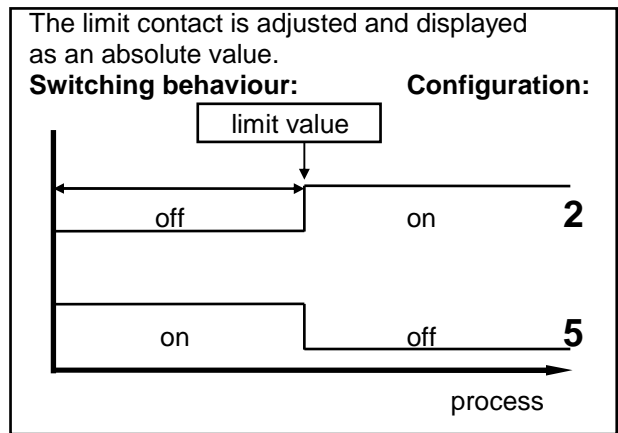 The limit contact is adjusted and displayed
as an absolute value.
Switching behaviour: Configuration:
limit value
off on 2
on off 5
process